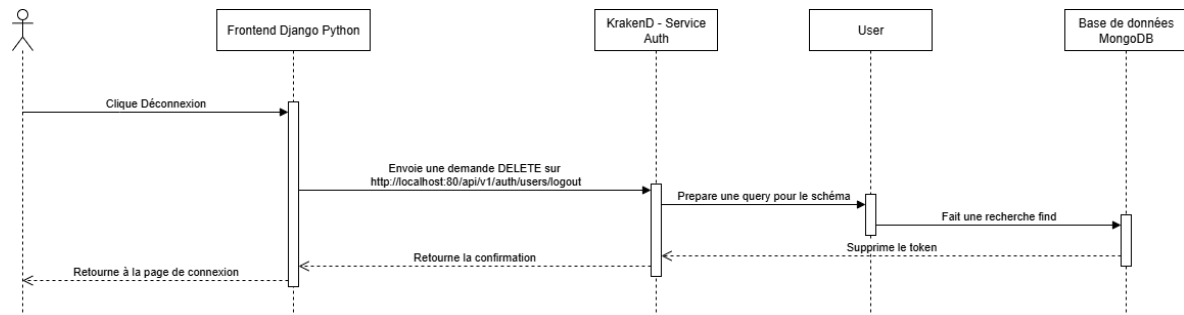 Frontend Django Python
KrakenD - Service
Auth
User
Base de données
MongoDB
Clique Déconnexion
Envoie une demande DELETE sur
http://localhost:80/api/v1/auth/users/logout
Prepare une query pour le schéma
Fait une recherche find
Supprime le token
Retourne la confirmation
Retourne à la page de connexion